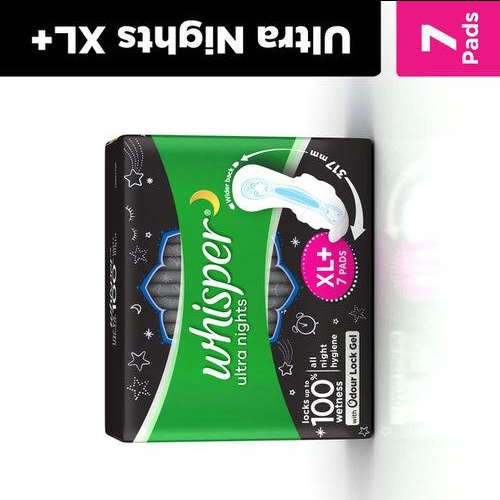 Ultra Nights XL+
7
Pads
whisper®
ultra nights
Wider back
317 mm
XL+
7 PADS
locks up to
100%
wetness
all
night
hygiene
with Odour Lock Gel